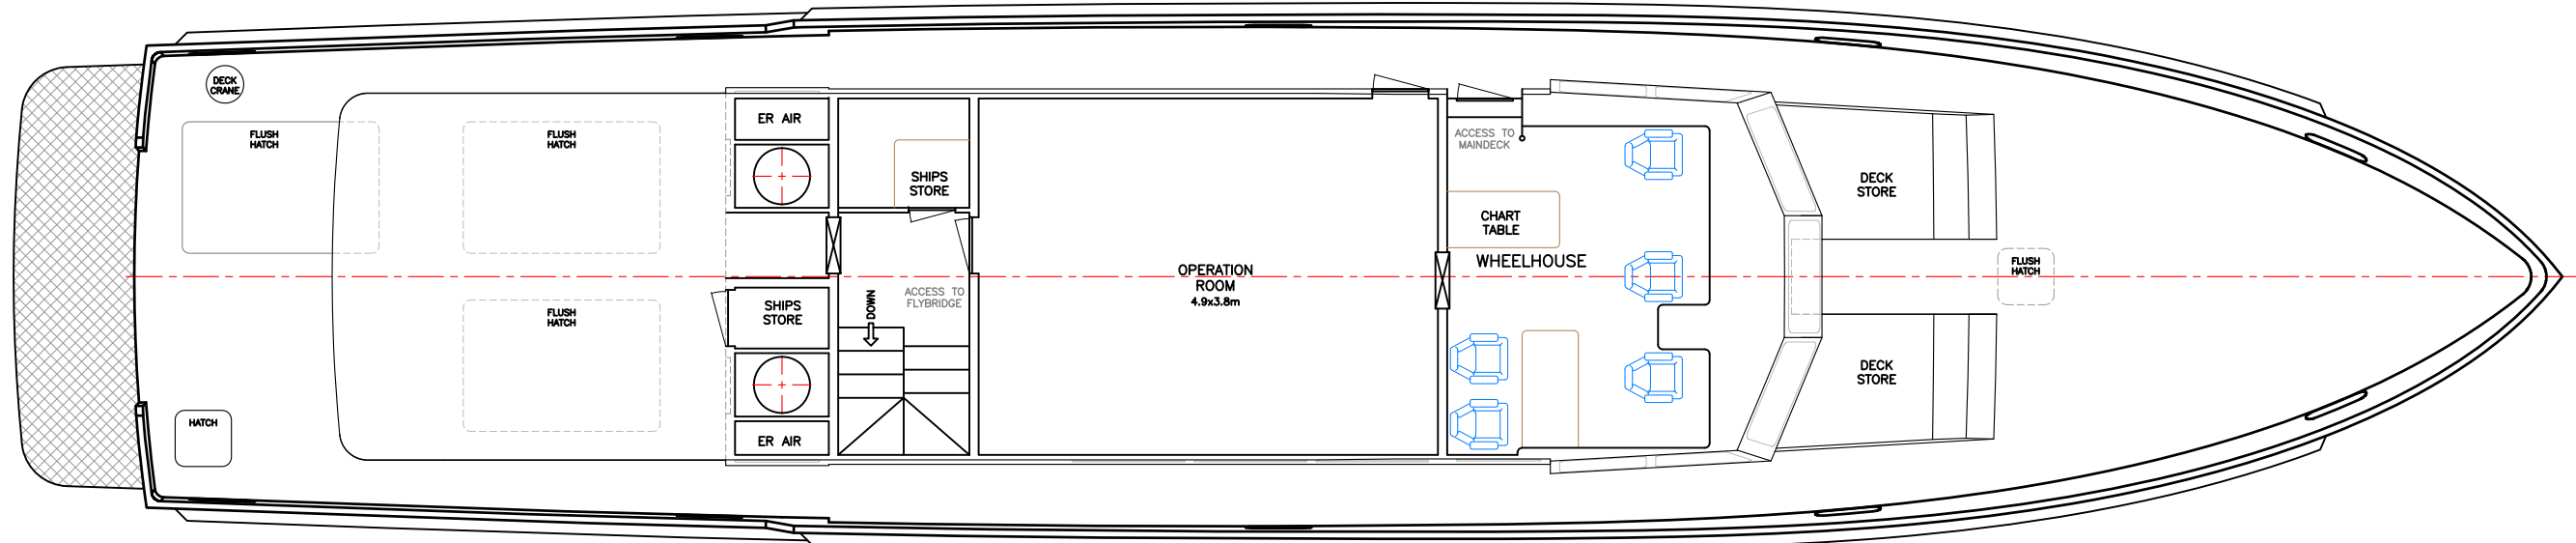 DECK
CRANE
FLUSH
HATCH
FLUSH
HATCH
FLUSH
HATCH
HATCH
ER AIR
SHIPS
STORE
SHIPS
STORE
DOWN
ACCESS TO
FLYBRIDGE
ER AIR
OPERATION
ROOM
4.9x3.8m
ACCESS TO
MAINDECK
CHART
TABLE
WHEELHOUSE
DECK
STORE
DECK
STORE
FLUSH
HATCH